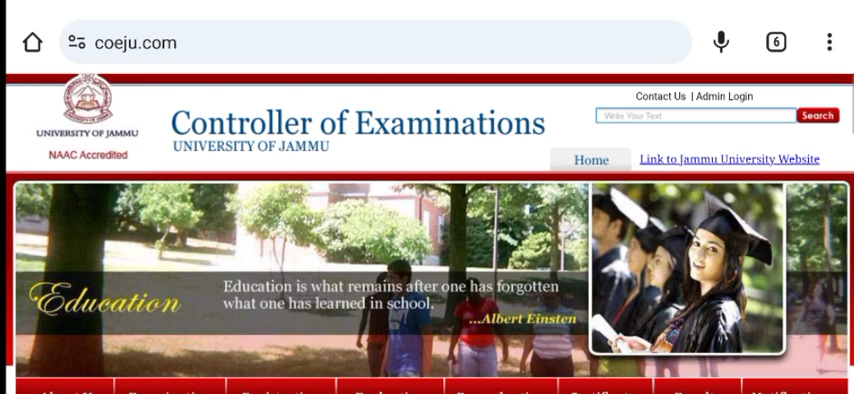 coeju.com
6
Contact Us | Admin Login
UNIVERSITY OF JAMMU
NAAC Accredited
Controller of Examinations
UNIVERSITY OF JAMMU
Write Your Text
Search
Home
Link to Jammu University Website
Education
Education is what remains after one has forgotten
what one has learned in school.
...Albert Einsten